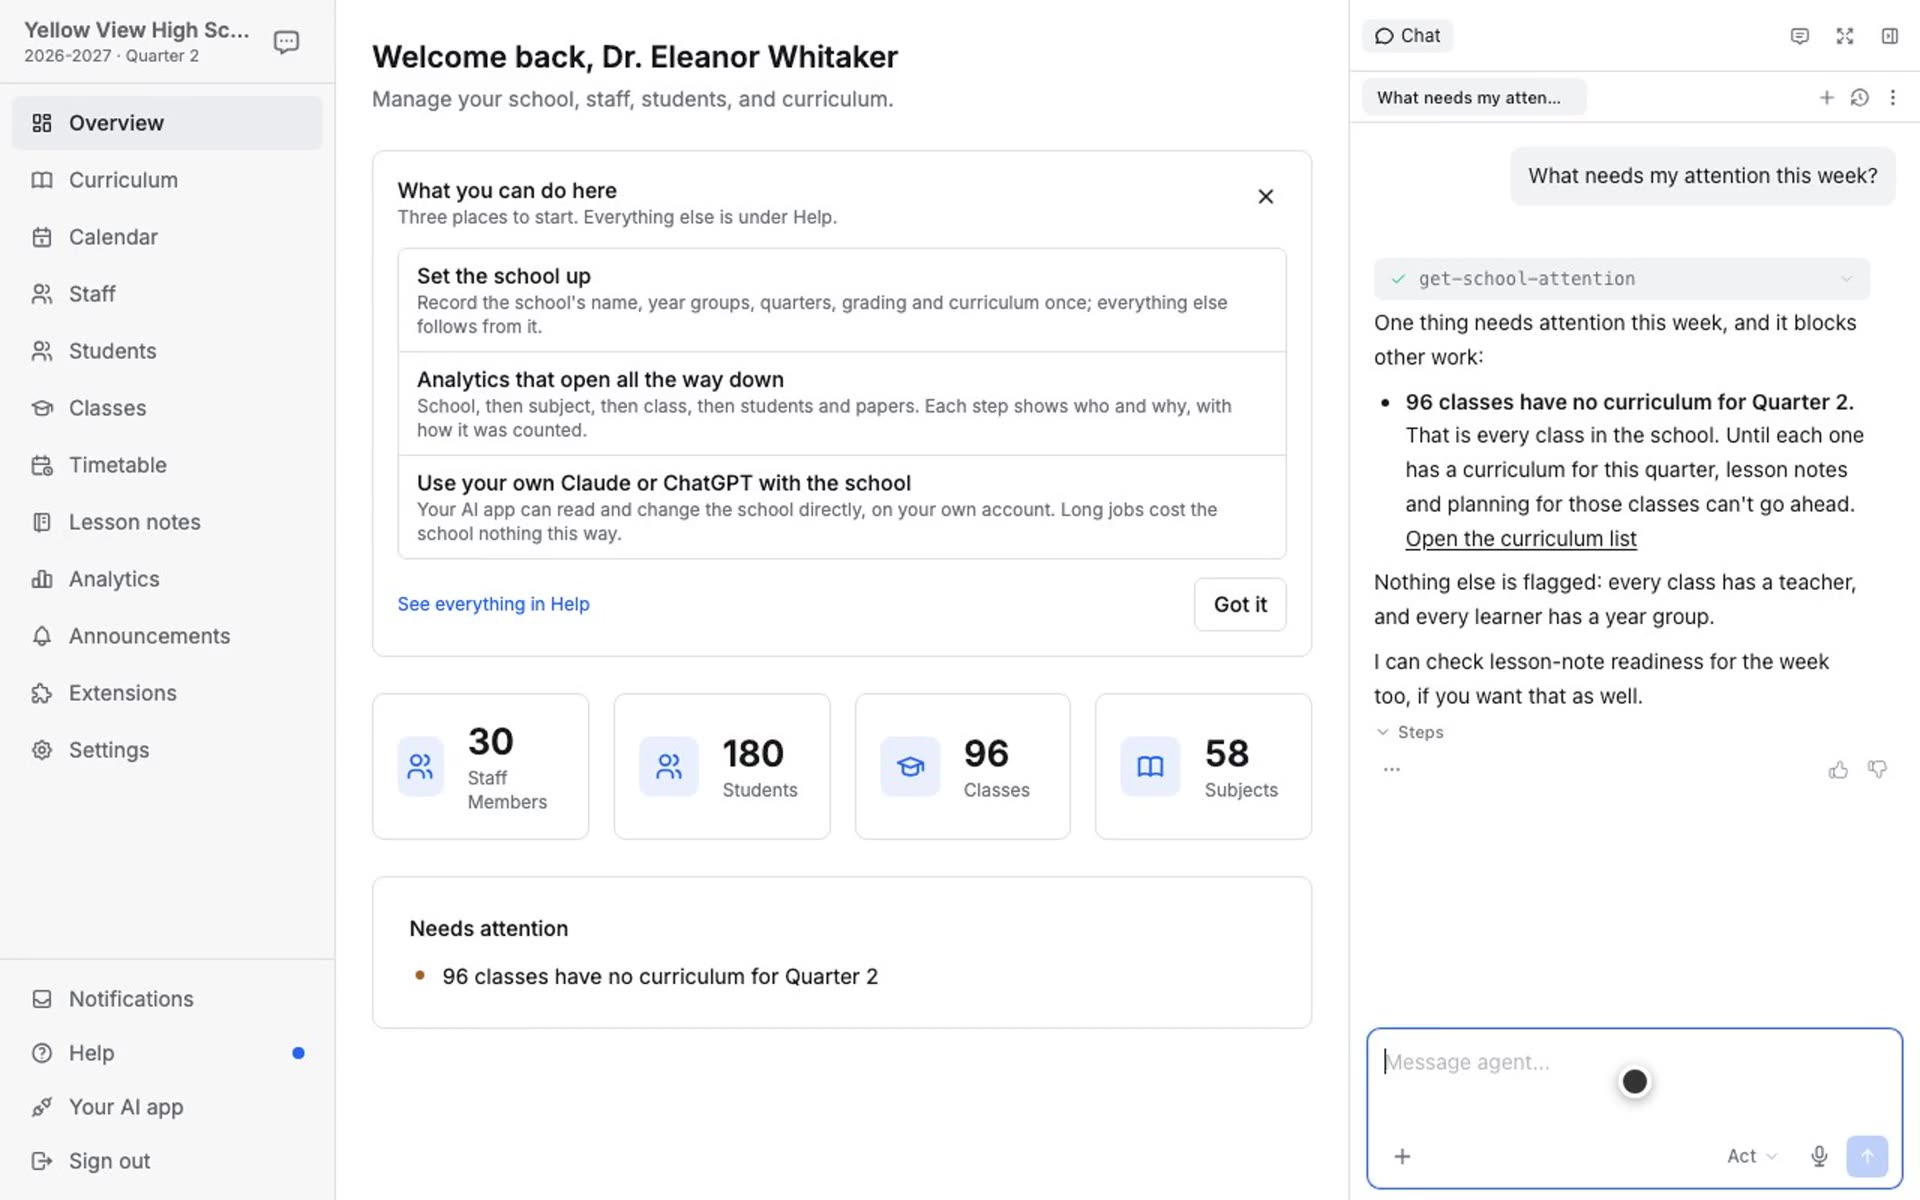 Yellow View High Sc...
2026-2027 · Quarter 2
Overview
Curriculum
Calendar
Staff
Students
Classes
Timetable
Lesson notes
Analytics
Announcements
Extensions
Settings
Notifications
Help
Your AI app
Sign out
Welcome back, Dr. Eleanor Whitaker
Manage your school, staff, students, and curriculum.
What you can do here
Three places to start. Everything else is under Help.
Set the school up
Record the school's name, year groups, quarters, grading and curriculum once; everything else
follows from it.
Analytics that open all the way down
School, then subject, then class, then students and papers. Each step shows who and why, with
how it was counted.
Use your own Claude or ChatGPT with the school
Your AI app can read and change the school directly, on your own account. Long jobs cost the
school nothing this way.
See everything in Help
Got it
30
Staff
Members
180
Students
96
Classes
58
Subjects
Needs attention
96 classes have no curriculum for Quarter 2
Chat
What needs my atten...
What needs my attention this week?
get-school-attention
One thing needs attention this week, and it blocks
other work:
• 96 classes have no curriculum for Quarter 2.
That is every class in the school. Until each one
has a curriculum for this quarter, lesson notes
and planning for those classes can't go ahead.
Open the curriculum list
Nothing else is flagged: every class has a teacher,
and every learner has a year group.
I can check lesson-note readiness for the week
too, if you want that as well.
Steps
Message agent...
Act